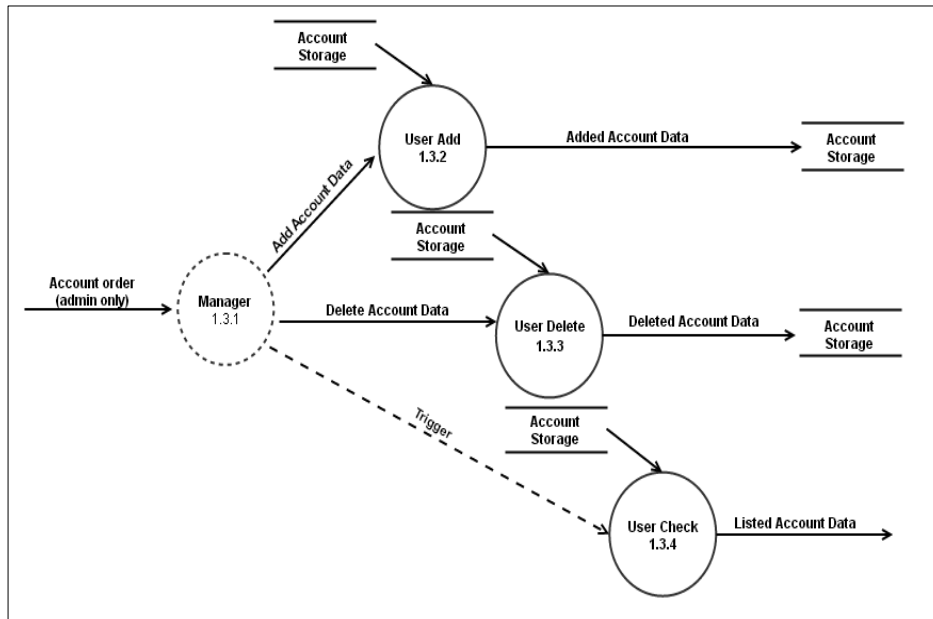 Account
Storage
User Add
1.3.2
Added Account Data
Account
Storage
Add Account Data
Account
Storage
Account order
(admin only)
Manager
1.3.1
Delete Account Data
User Delete
1.3.3
Deleted Account Data
Account
Storage
Trigger
Account
Storage
User Check
1.3.4
Listed Account Data